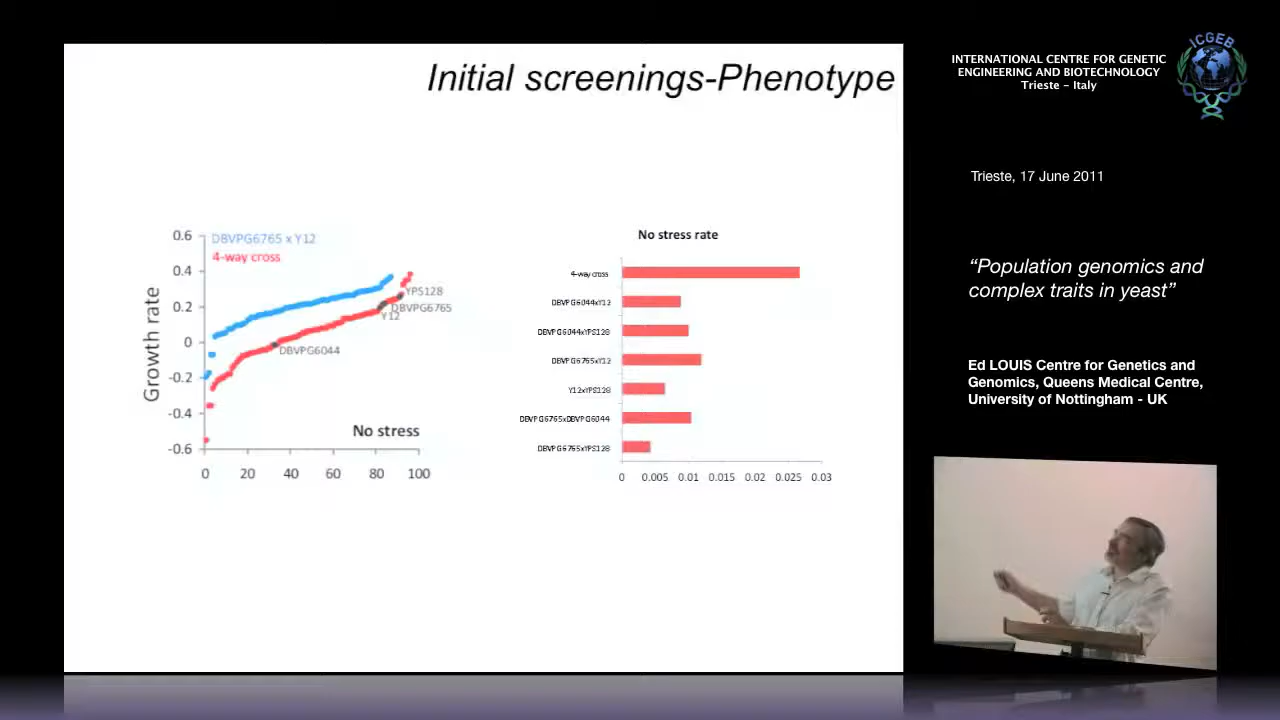 Initial screenings-Phenotype
0.6
0.4
0.2
0
-0.2
-0.4
-0.6
Growth rate
DBVPG6765 x Y12
4-way cross
YPS128
DBVPG6765
Y12
DBVPG6044
No stress
0 20 40 60 80 100
No stress rate
4-way cross
DBVPG6044xY12
DBVPG6044xYPS128
DBVPG6765xY12
Y12xYPS128
DBVPG6765xDBVPG6044
DBVPG6765xYPS128
0 0.005 0.01 0.015 0.02 0.025 0.03
INTERNATIONAL CENTRE FOR GENETIC
ENGINEERING AND BIOTECHNOLOGY
Trieste – Italy
ICGEB
Trieste, 17 June 2011
“Population genomics and
complex traits in yeast”
Ed LOUIS Centre for Genetics and
Genomics, Queens Medical Centre,
University of Nottingham - UK